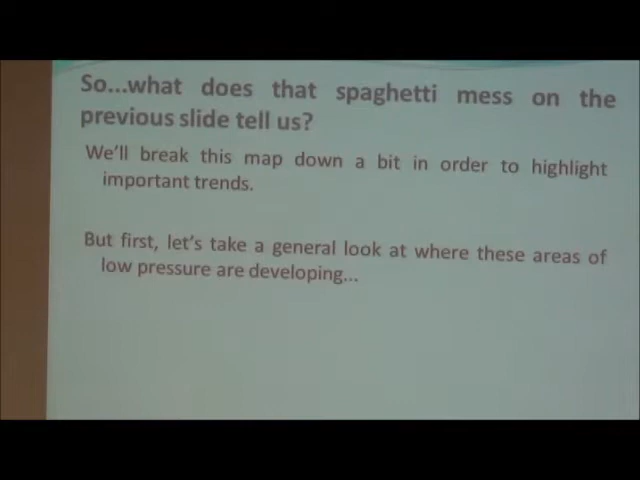 So...what does that spaghetti mess on the
previous slide tell us?
We'll break this map down a bit in order to highlight
important trends.
But first, let's take a general look at where these areas of
low pressure are developing...